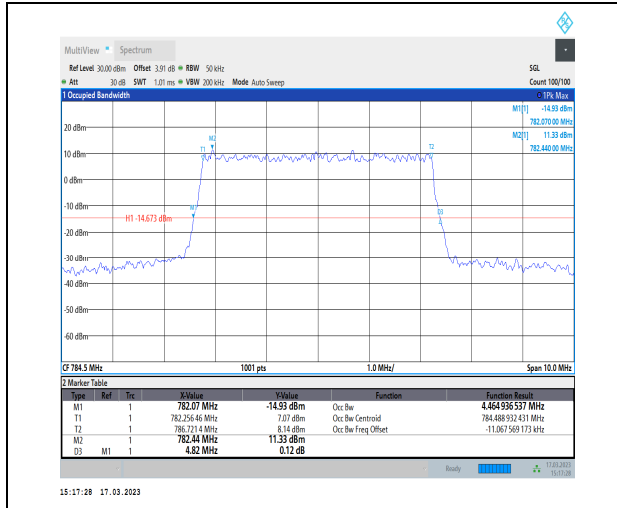 MultiView Spectrum
Ref Level 30.00 dBm Offset 3.91 dB RBW 50 kHz SGL
Att 30 dB SWT 1.01 ms VBW 200 kHz Mode Auto Sweep Count 100/100
1 Occupied Bandwidth 1Pk Max
M1[1] -14.93 dBm
782.070 00 MHz
M2[1] 11.33 dBm
782.440 00 MHz
20 dBm
M2
T1 T2
10 dBm
0 dBm
-10 dBm
M1 D3
H1 -14.673 dBm
-30 dBm
-40 dBm
-50 dBm
-60 dBm
CF 784.5 MHz 1001 pts 1.0 MHz/ Span 10.0 MHz
2 Marker Table
Type Ref Trc X-Value Y-Value Function Function Result
M1 1 782.07 MHz -14.93 dBm Occ Bw 4.464 936 537 MHz
T1 1 782.256 46 MHz 7.07 dBm Occ Bw Centroid 784.488 932 431 MHz
T2 1 786.721 4 MHz 8.14 dBm Occ Bw Freq Offset -11.067 569 173 kHz
M2 1 782.44 MHz 11.33 dBm
D3 M1 1 4.82 MHz 0.12 dB
Ready 17.03.2023
15:17:28
15:17:28 17.03.2023